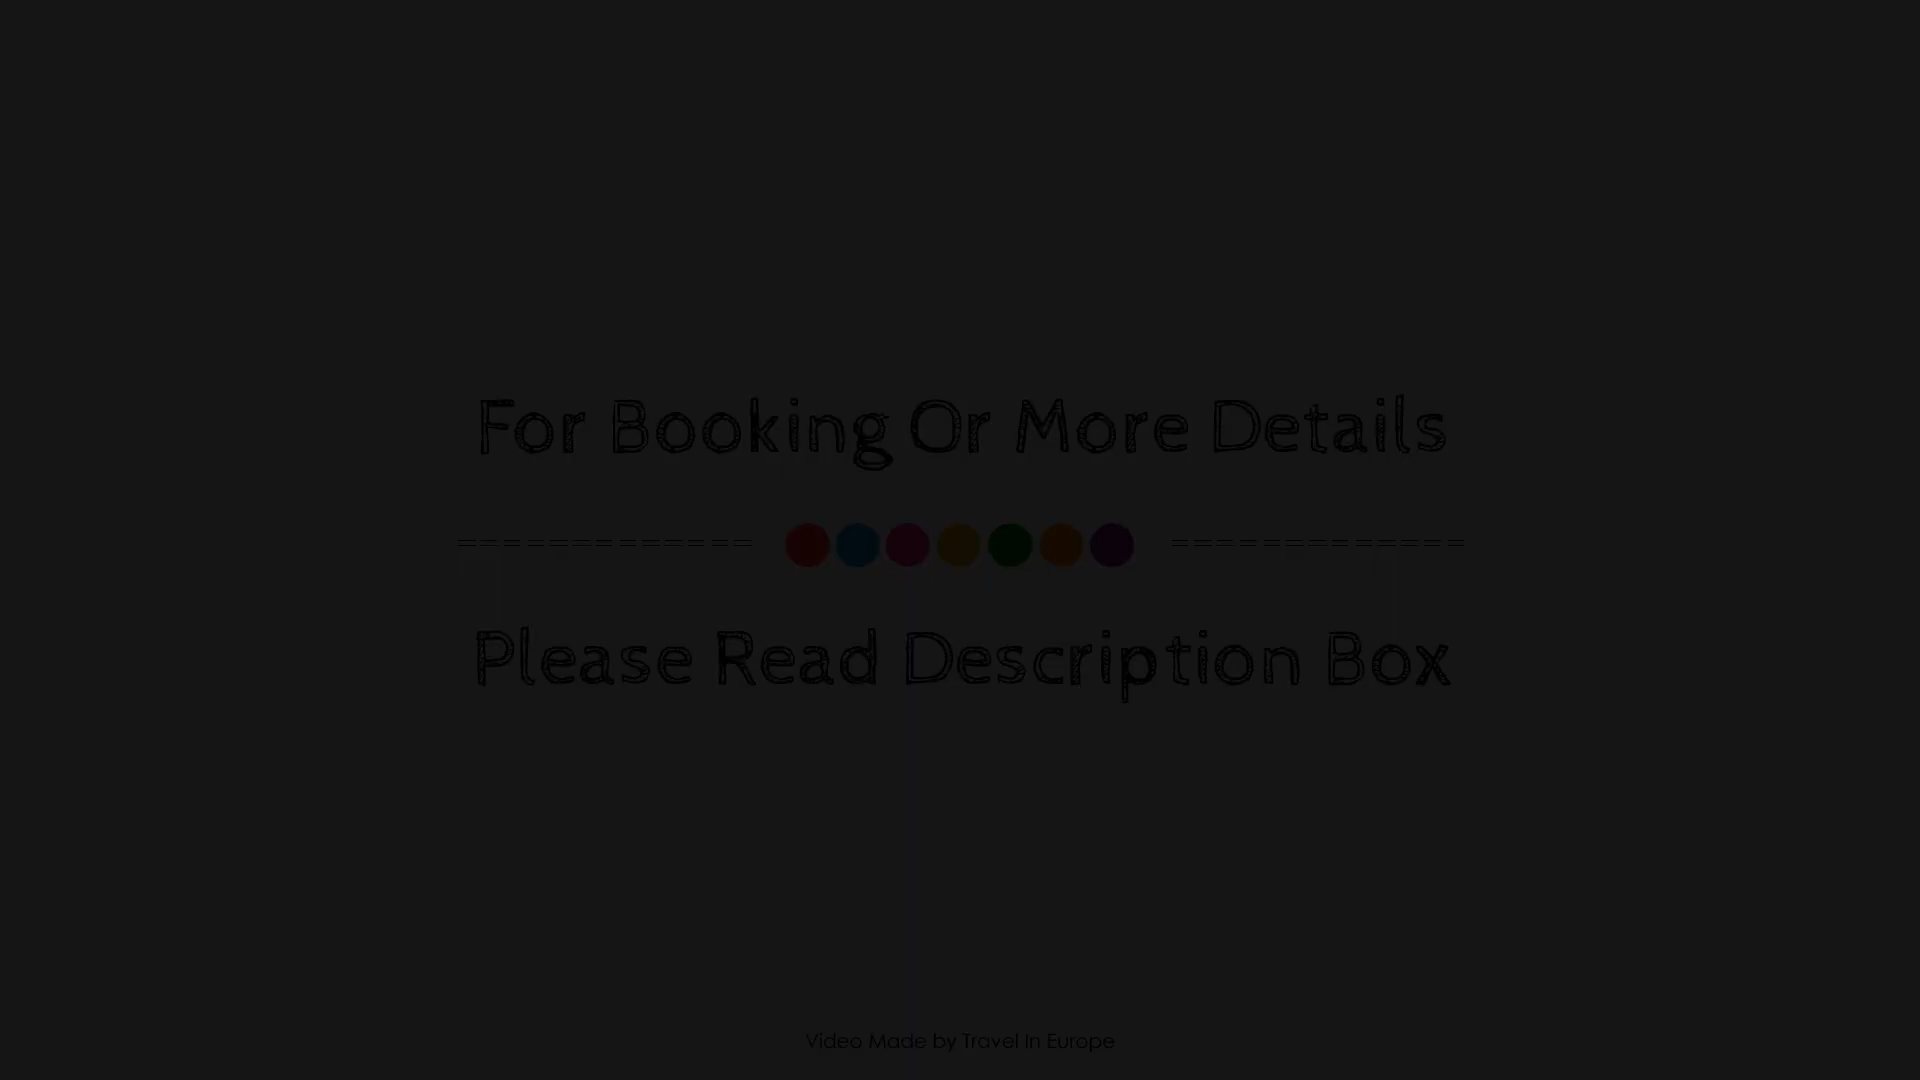 For Booking Or More Details
============= =============
Please Read Description Box
Video Made by Travel In Europe